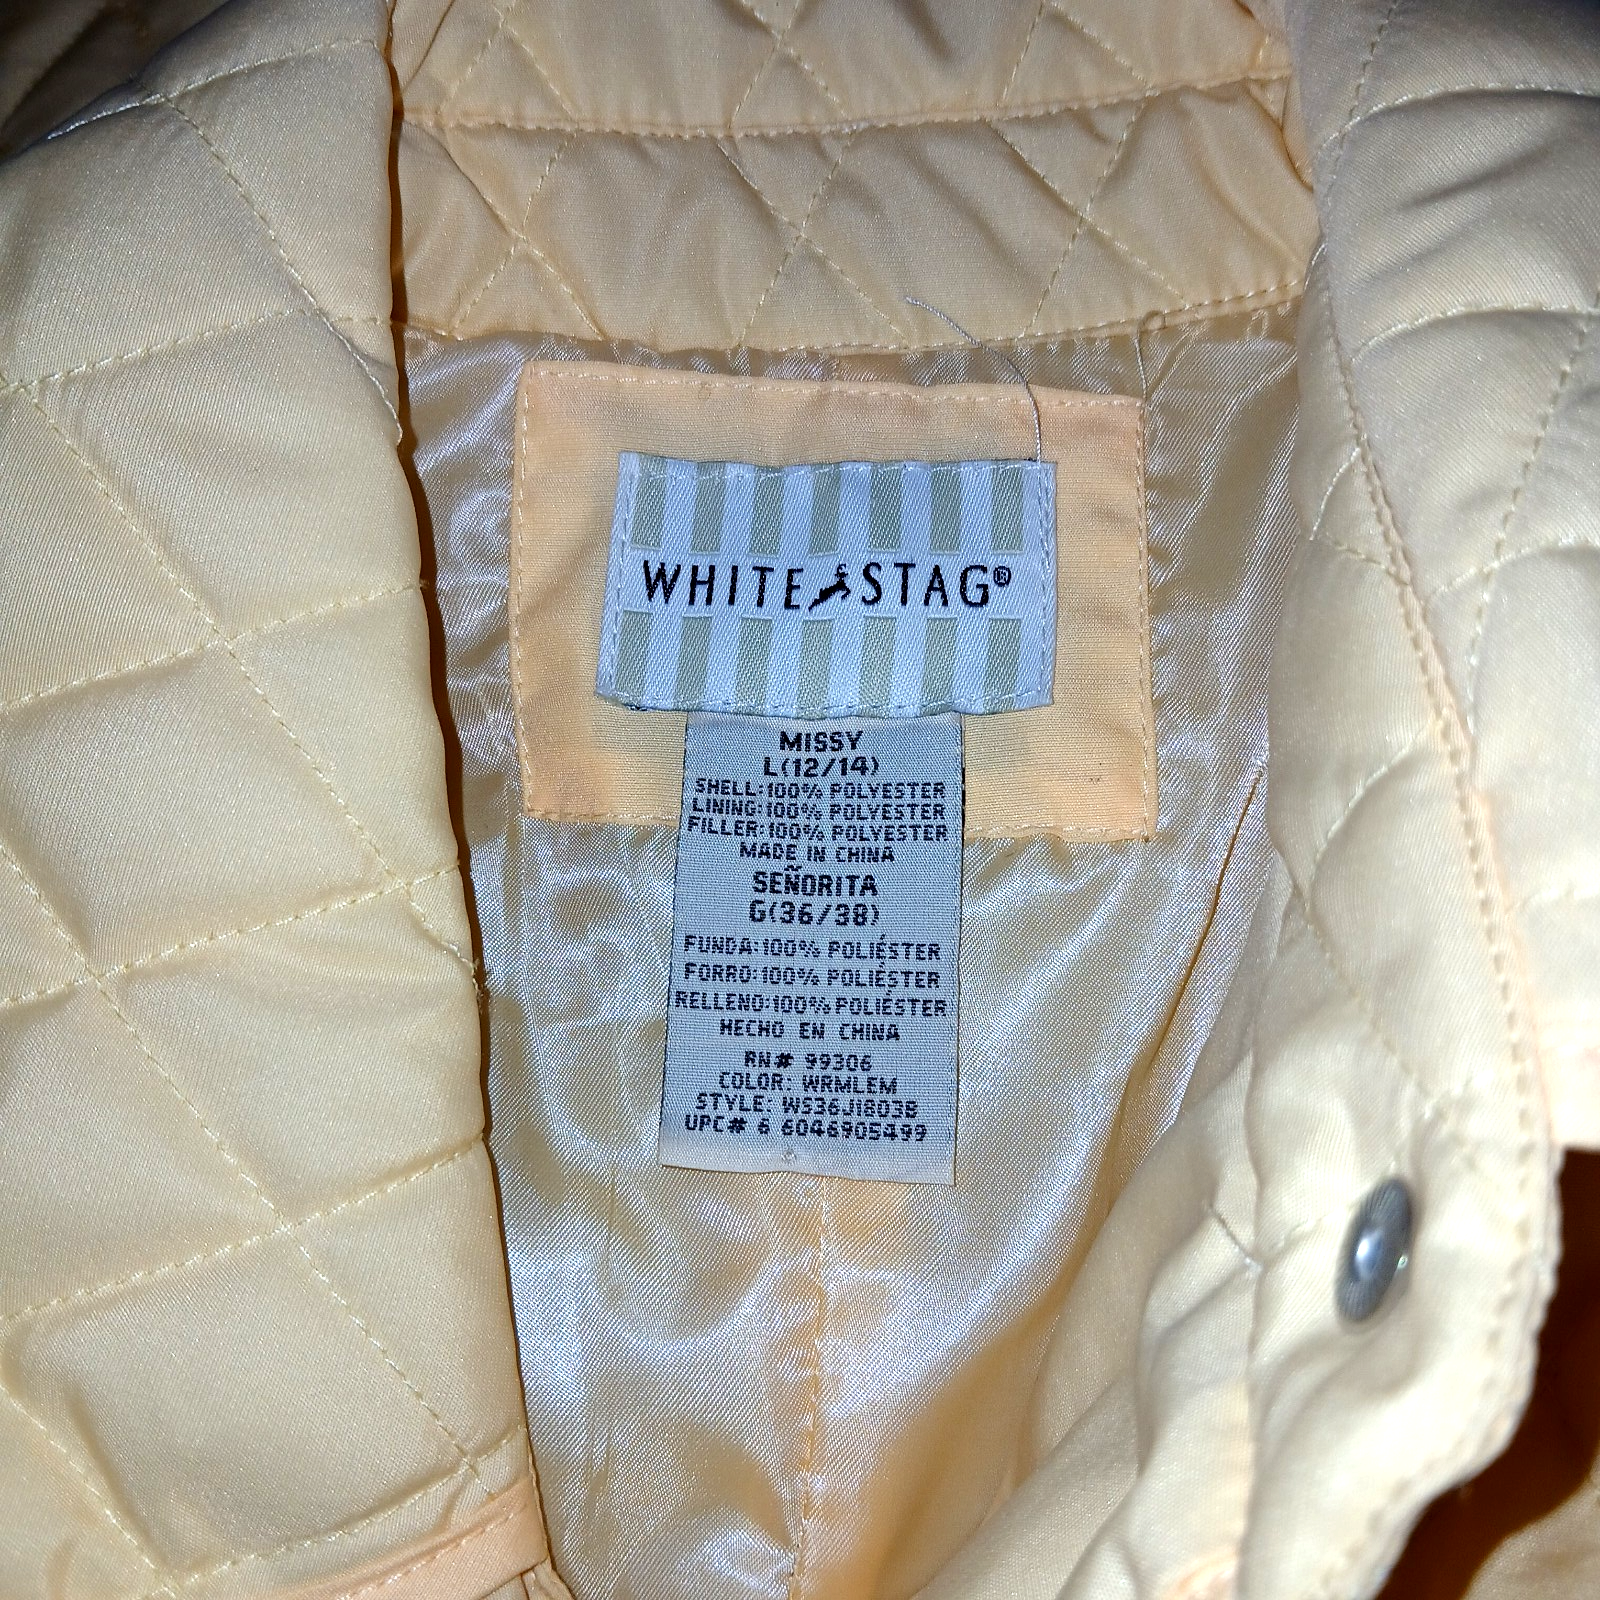 WHITE STAG®
MISSY
L(12/14)
SHELL:100% POLYESTER
LINING:100% POLYESTER
FILLER:100% POLYESTER
MADE IN CHINA
SEÑORITA
G(36/38)
FUNDA:100% POLIÉSTER
FORRO:100% POLIÉSTER
RELLENO:100% POLIÉSTER
HECHO EN CHINA
RN# 99306
COLOR: WRMLEM
STYLE: WS36J1803B
UPC# 6 6046905499